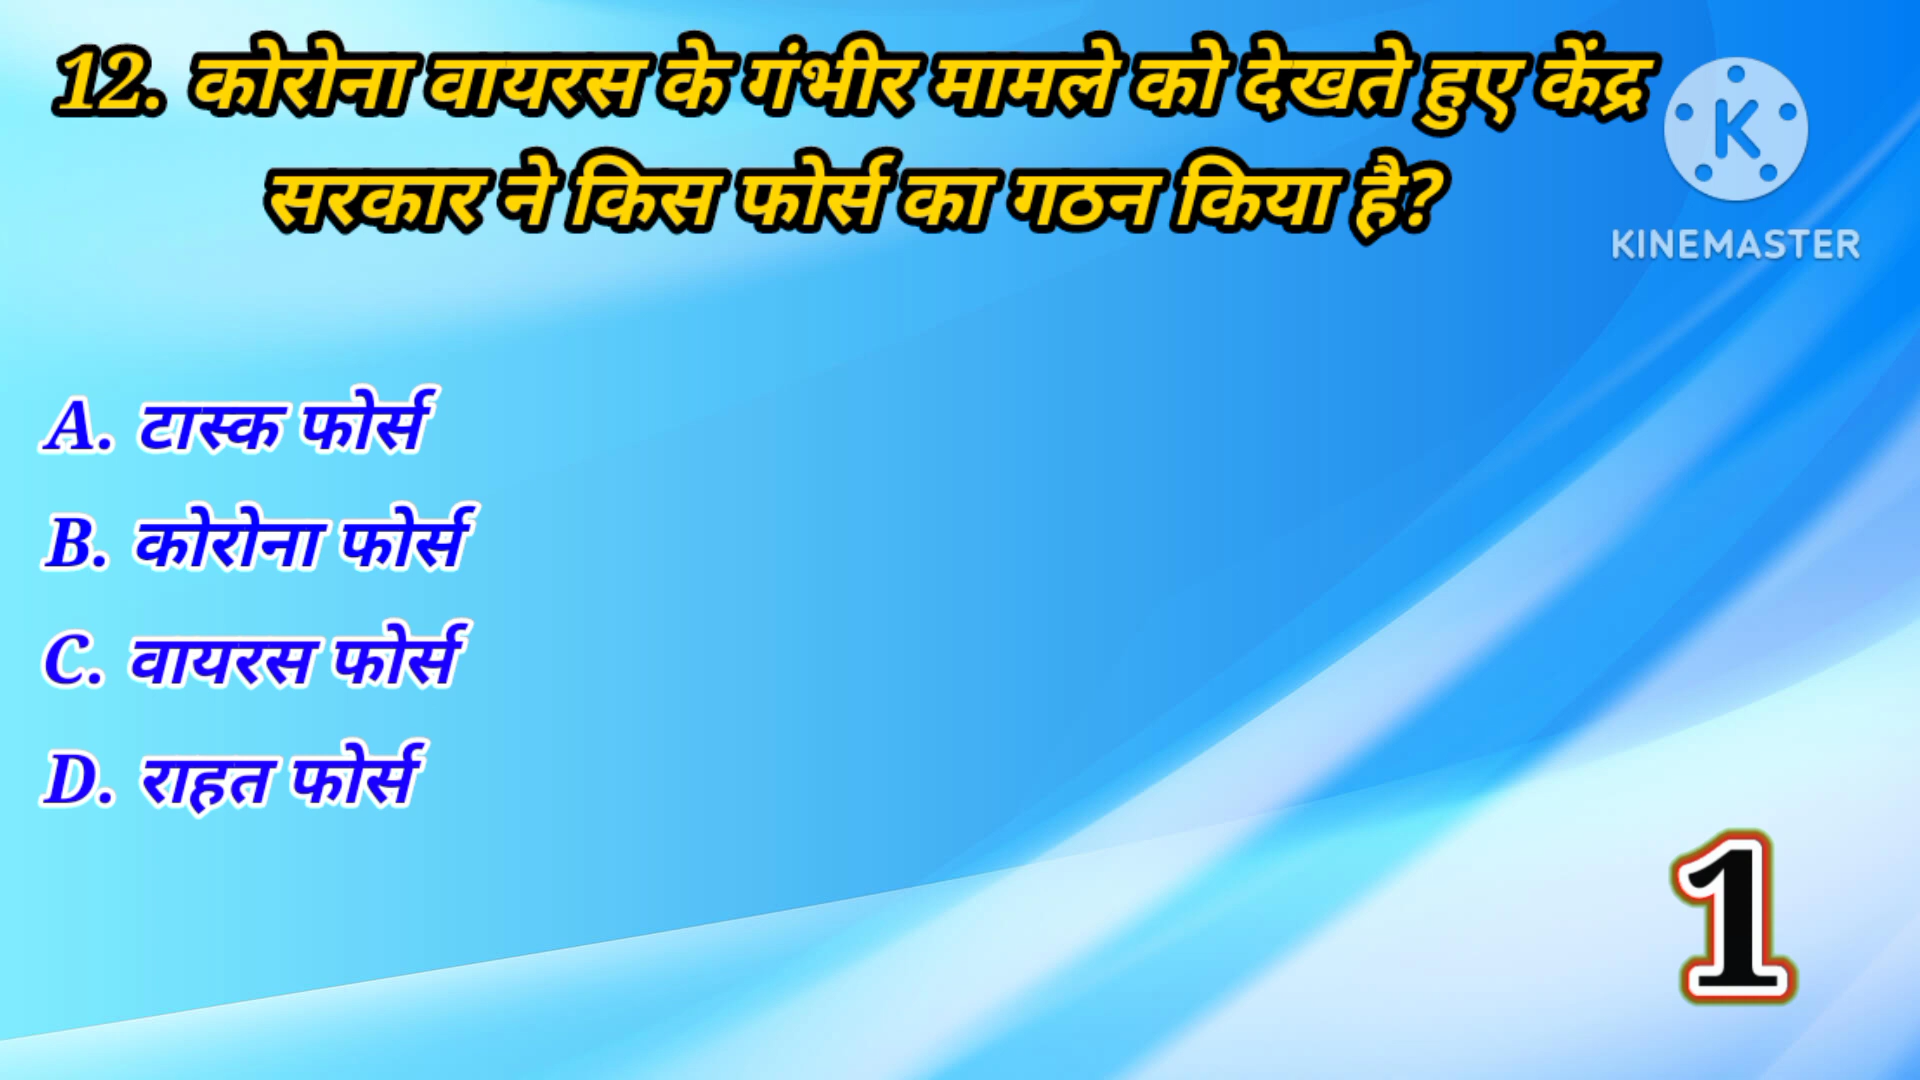 12. कोरोना वायरस के गंभीर मामले को देखते हुए केंद्र
सरकार ने किस फोर्स का गठन किया है?
K
KINEMASTER
A. टास्क फोर्स
B. कोरोना फोर्स
C. वायरस फोर्स
D. राहत फोर्स
1